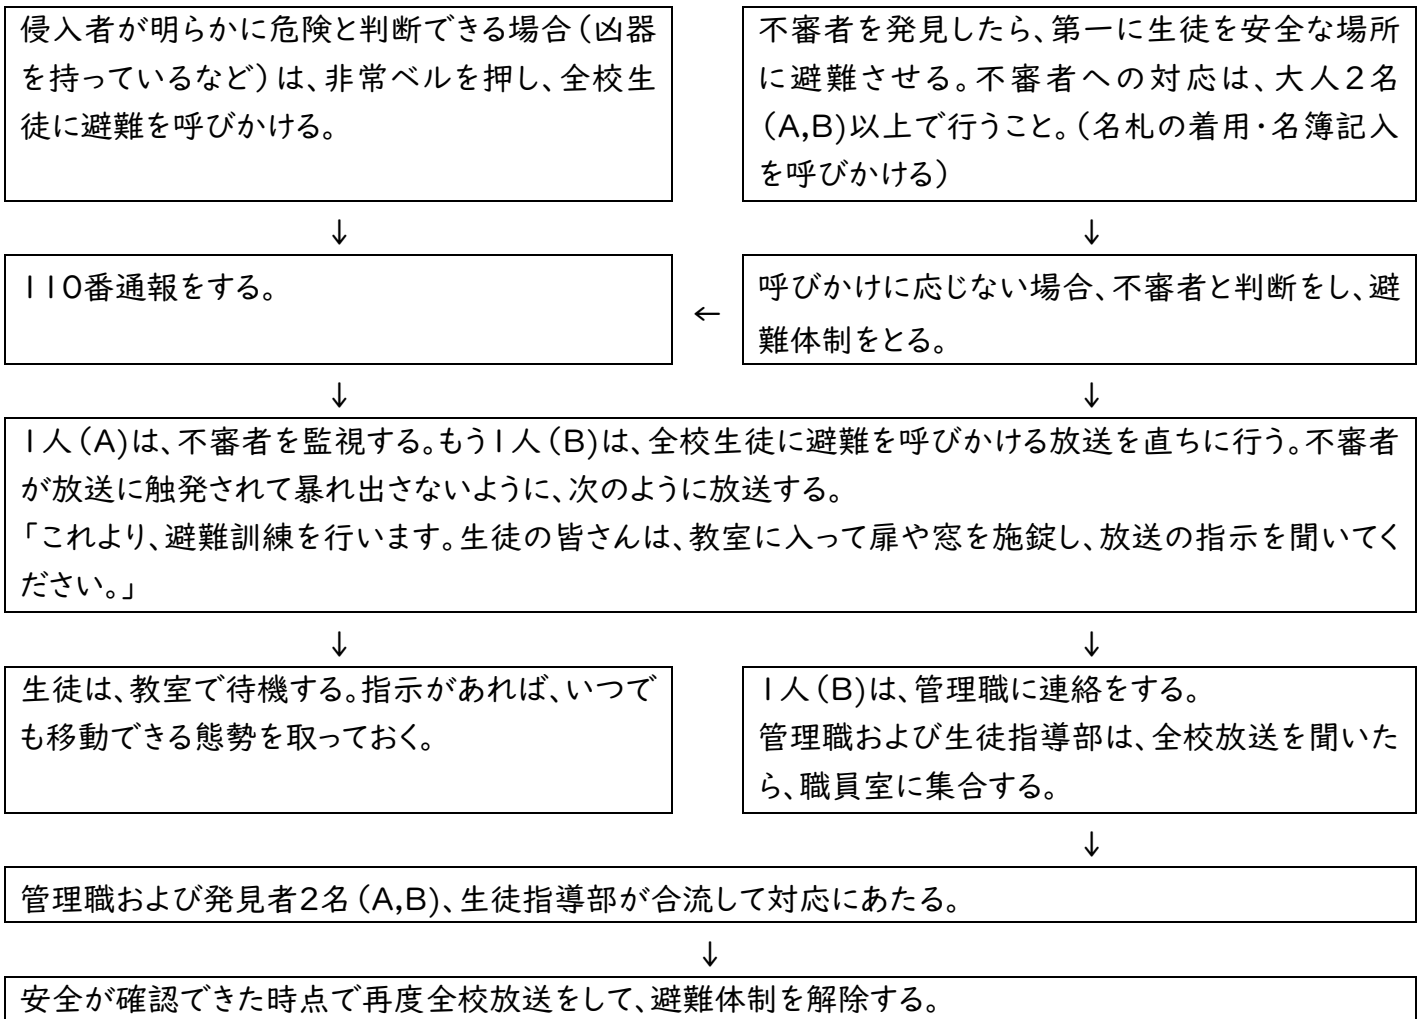 侵入者が明らかに危険と判断できる場合（凶器
を持っているなど）は、非常ベルを押し、全校生
徒に避難を呼びかける。
不審者を発見したら、第一に生徒を安全な場所
に避難させる。不審者への対応は、大人２名
（A,B)以上で行うこと。（名札の着用・名簿記入
を呼びかける）
↓
↓
110番通報をする。
←
呼びかけに応じない場合、不審者と判断をし、避
難体制をとる。
↓
↓
1人（A)は、不審者を監視する。もう1人（B)は、全校生徒に避難を呼びかける放送を直ちに行う。不審者
が放送に触発されて暴れ出さないように、次のように放送する。
「これより、避難訓練を行います。生徒の皆さんは、教室に入って扉や窓を施錠し、放送の指示を聞いてく
ださい。」
↓
↓
生徒は、教室で待機する。指示があれば、いつで
も移動できる態勢を取っておく。
1人（B)は、管理職に連絡をする。
管理職および生徒指導部は、全校放送を聞いた
ら、職員室に集合する。
↓
管理職および発見者２名（A,B)、生徒指導部が合流して対応にあたる。
↓
安全が確認できた時点で再度全校放送をして、避難体制を解除する。